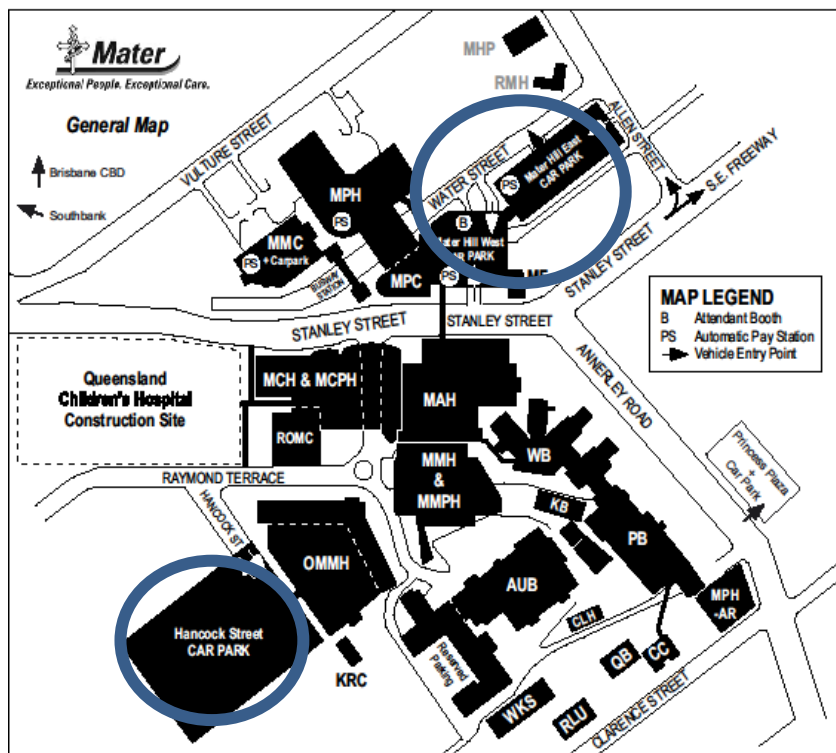 Mater
Exceptional People. Exceptional Care.
General Map
Brisbane CBD
Southbank
MHP
RMH
VULTURE STREET
WATER STREET
ALLEN STREET
S.E. FREEWAY
Mater Hill East
CAR PARK
PS
MPH
PS
B
Mater Hill West
CAR PARK
MMC
+ Carpark
PS
BUSWAY
STATION
MPC
PS
STANLEY STREET
STANLEY STREET
STANLEY STREET
MAP LEGEND
B Attendant Booth
PS Automatic Pay Station
Vehicle Entry Point
Queensland
Children's Hospital
Construction Site
MCH & MCPH
MAH
ANNERLEY ROAD
ROMC
WB
MMH
&
MMPH
RAYMOND TERRACE
HANCOCK ST
KB
Princess Plaza
+
Car Park
PB
OMMH
AUB
MPH
-AR
CLH
Hancock Street
CAR PARK
KRC
Reserved
Parking
QB
CC
WKS
RLU
CLARENCE STREET